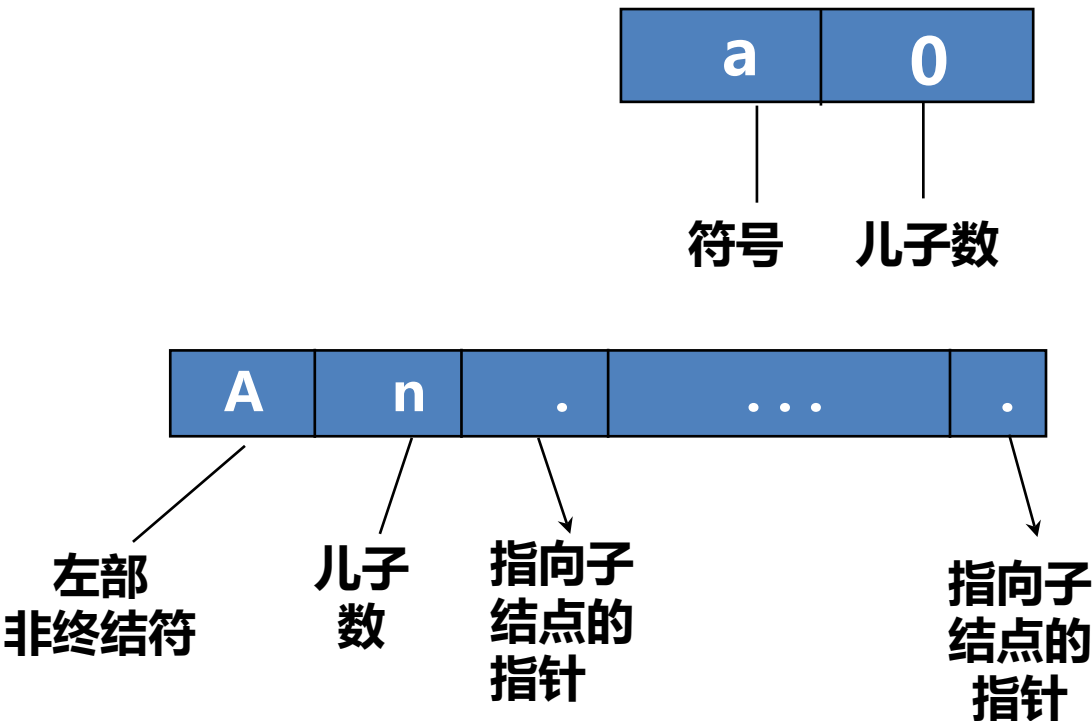 a 0
符号 儿子数
A n . ... .
左部
非终结符
儿子
数
指向子
结点的
指针
指向子
结点的
指针